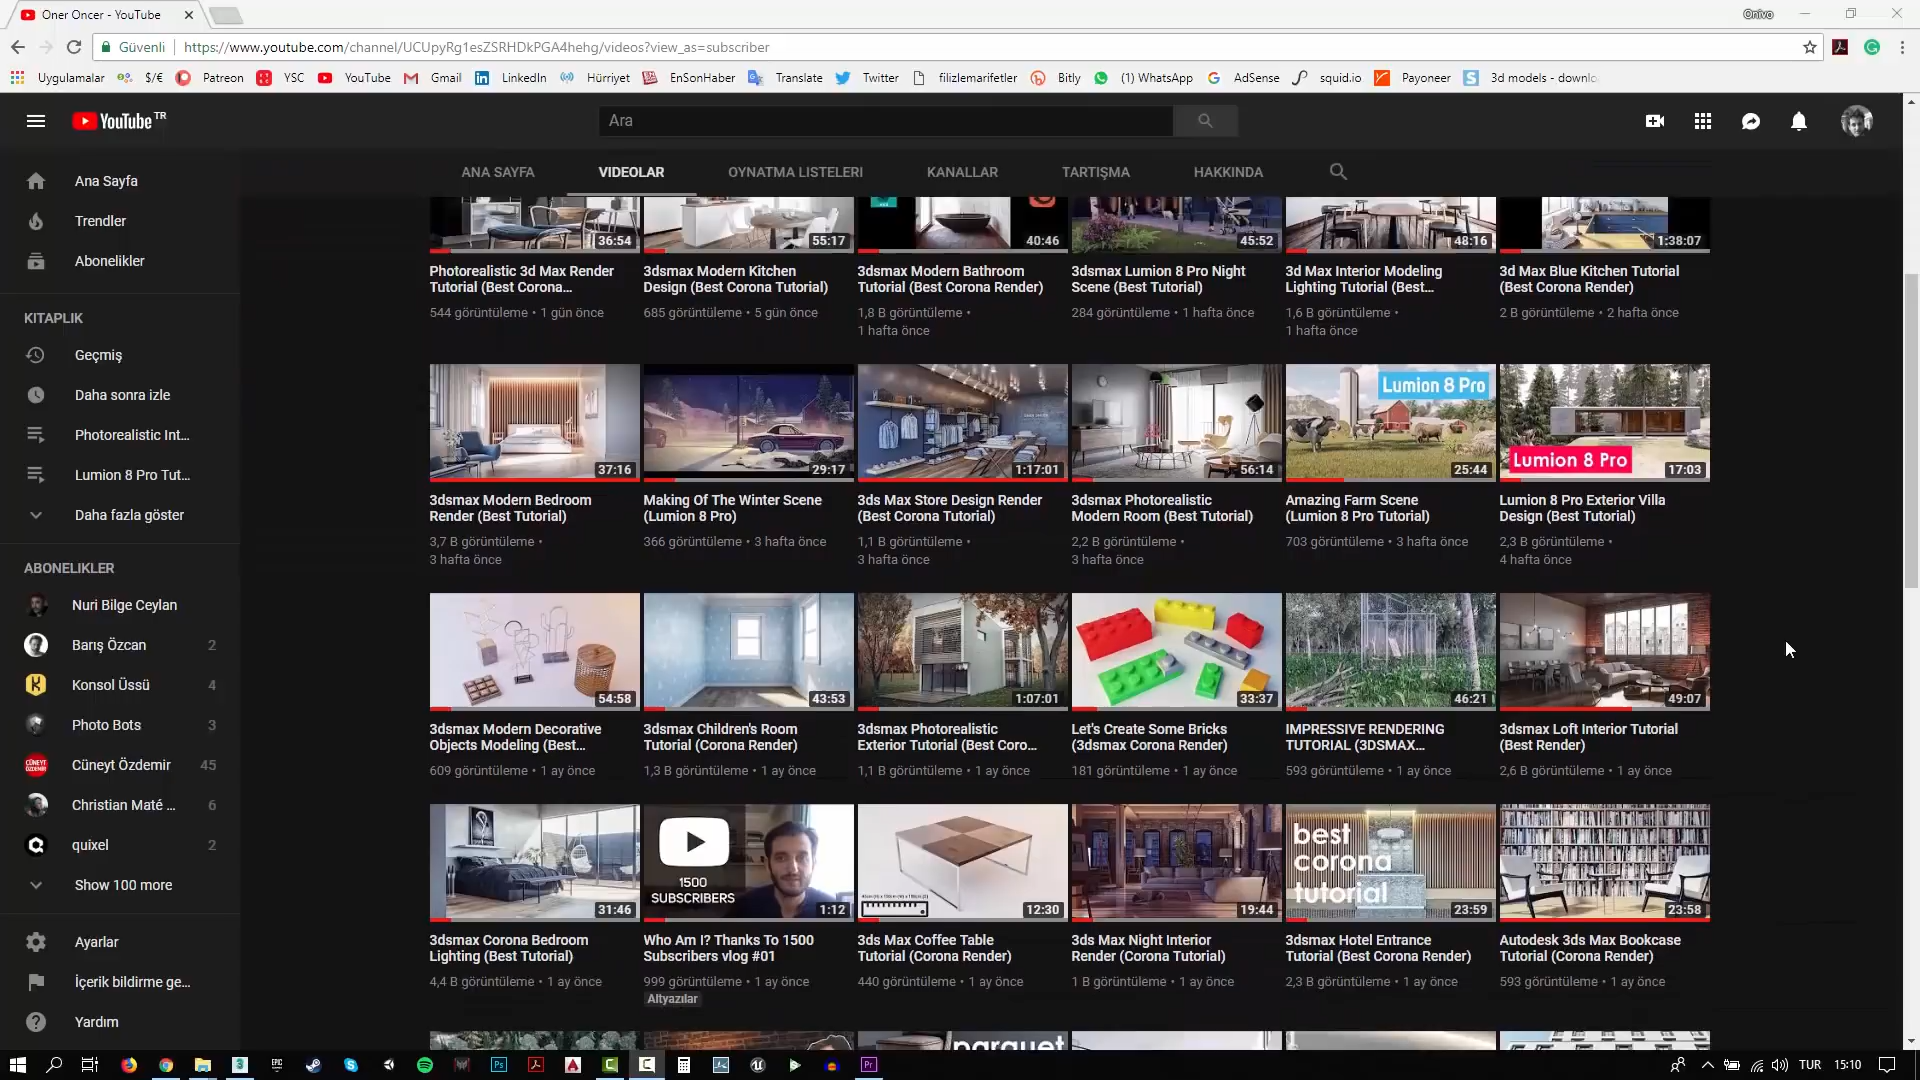 Oner Oncer - YouTube
Onivo
Güvenli
https://www.youtube.com/channel/UCUpyRg1esZSRHDkPGA4hehg/videos?view_as=subscriber
Uygulamalar $/€ Patreon YSC YouTube Gmail LinkedIn Hürriyet EnSonHaber Translate Twitter filizlemarifetler Bitly (1) WhatsApp AdSense squid.io Payoneer 3d models - downlo
YouTube TR
Ara
ANA SAYFA VIDEOLAR OYNATMA LISTELERI KANALLAR TARTIŞMA HAKKINDA
Ana Sayfa
Trendler
Abonelikler
KITAPLIK
Geçmiş
Daha sonra izle
Photorealistic Int...
Lumion 8 Pro Tut...
Daha fazla göster
ABONELIKLER
Nuri Bilge Ceylan
Barış Özcan 2
Konsol Üssü 4
Photo Bots 3
Cüneyt Özdemir 45
Christian Maté ... 6
quixel 2
Show 100 more
Ayarlar
İçerik bildirme ge...
Yardım
36:54
Photorealistic 3d Max Render
Tutorial (Best Corona...
544 görüntüleme • 1 gün önce
55:17
3dsmax Modern Kitchen
Design (Best Corona Tutorial)
685 görüntüleme • 5 gün önce
40:46
3dsmax Modern Bathroom
Tutorial (Best Corona Render)
1,8 B görüntüleme •
1 hafta önce
45:52
3dsmax Lumion 8 Pro Night
Scene (Best Tutorial)
284 görüntüleme • 1 hafta önce
48:16
3d Max Interior Modeling
Lighting Tutorial (Best...
1,6 B görüntüleme •
1 hafta önce
1:38:07
3d Max Blue Kitchen Tutorial
(Best Corona Render)
2 B görüntüleme • 2 hafta önce
37:16
3dsmax Modern Bedroom
Render (Best Tutorial)
3,7 B görüntüleme •
3 hafta önce
29:17
Making Of The Winter Scene
(Lumion 8 Pro)
366 görüntüleme • 3 hafta önce
1:17:01
3ds Max Store Design Render
(Best Corona Tutorial)
1,1 B görüntüleme •
3 hafta önce
56:14
3dsmax Photorealistic
Modern Room (Best Tutorial)
2,2 B görüntüleme •
3 hafta önce
Lumion 8 Pro
25:44
Amazing Farm Scene
(Lumion 8 Pro Tutorial)
703 görüntüleme • 3 hafta önce
Lumion 8 Pro
17:03
Lumion 8 Pro Exterior Villa
Design (Best Tutorial)
2,3 B görüntüleme •
4 hafta önce
54:58
3dsmax Modern Decorative
Objects Modeling (Best...
609 görüntüleme • 1 ay önce
43:53
3dsmax Children's Room
Tutorial (Corona Render)
1,3 B görüntüleme • 1 ay önce
1:07:01
3dsmax Photorealistic
Exterior Tutorial (Best Coro...
1,1 B görüntüleme • 1 ay önce
33:37
Let's Create Some Bricks
(3dsmax Corona Render)
181 görüntüleme • 1 ay önce
46:21
IMPRESSIVE RENDERING
TUTORIAL (3DSMAX...
593 görüntüleme • 1 ay önce
49:07
3dsmax Loft Interior Tutorial
(Best Render)
2,6 B görüntüleme • 1 ay önce
31:46
3dsmax Corona Bedroom
Lighting (Best Tutorial)
4,4 B görüntüleme • 1 ay önce
1500
SUBSCRIBERS
1:12
Who Am I? Thanks To 1500
Subscribers vlog #01
999 görüntüleme • 1 ay önce
Altyazılar
12:30
3ds Max Coffee Table
Tutorial (Corona Render)
440 görüntüleme • 1 ay önce
19:44
3ds Max Night Interior
Render (Corona Tutorial)
1 B görüntüleme • 1 ay önce
best
corona
tutorial
23:59
3dsmax Hotel Entrance
Tutorial (Best Corona Render)
2,3 B görüntüleme • 1 ay önce
23:58
Autodesk 3ds Max Bookcase
Tutorial (Corona Render)
593 görüntüleme • 1 ay önce
parquet
TUR 15:10